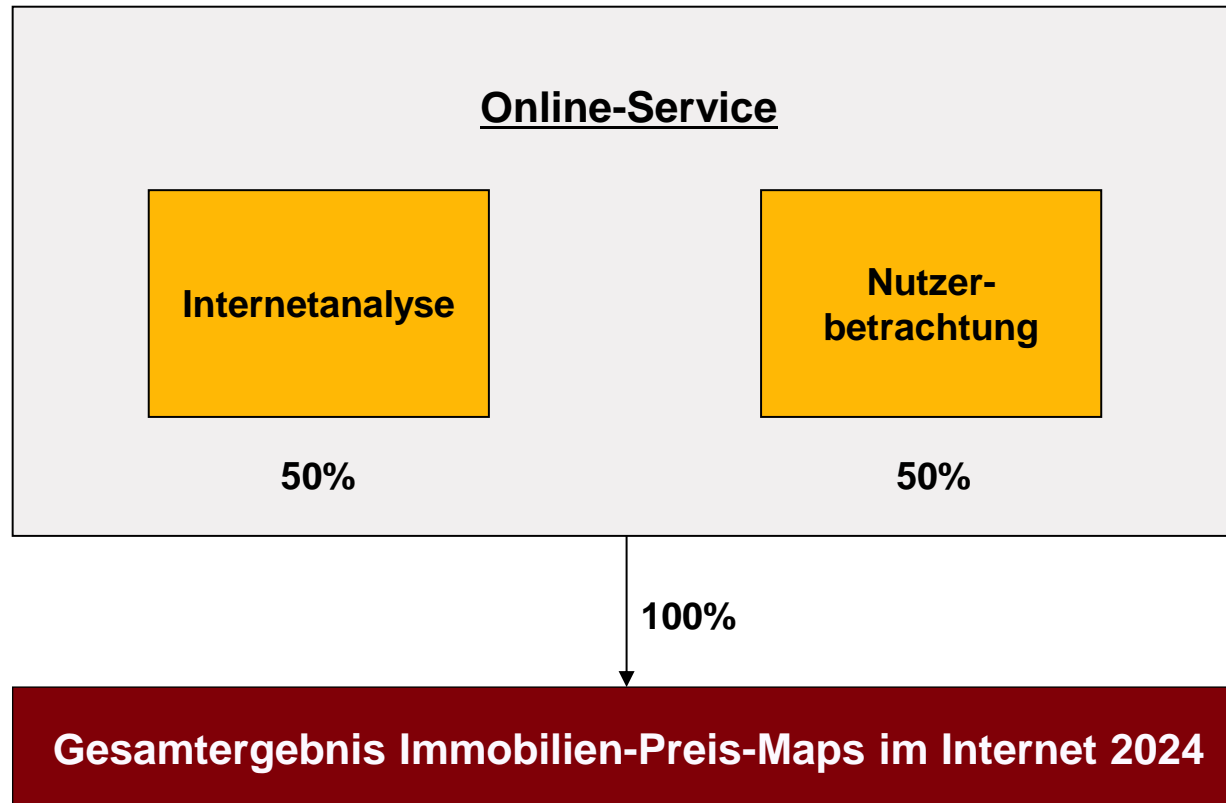 Online-Service
Internetanalyse
Nutzer-
betrachtung
50%
50%
100%
Gesamtergebnis Immobilien-Preis-Maps im Internet 2024